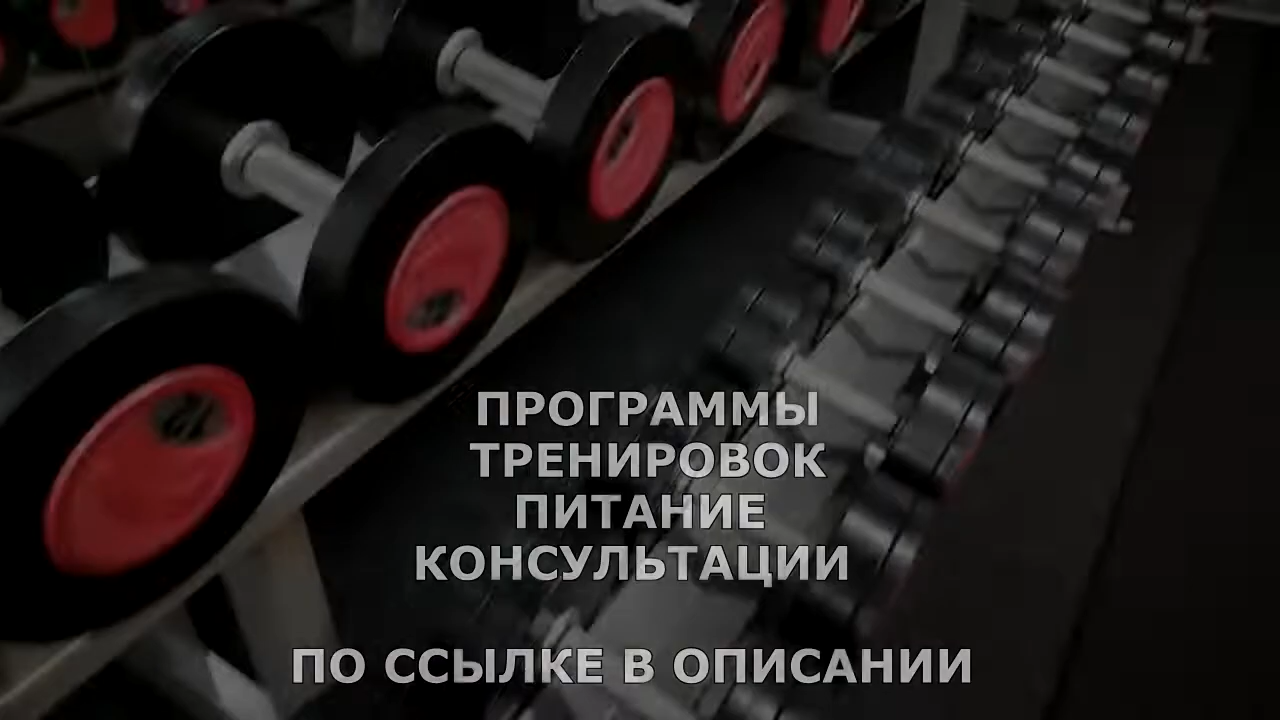 ПРОГРАММЫ
ТРЕНИРОВОК
ПИТАНИЕ
КОНСУЛЬТАЦИИ
ПО ССЫЛКЕ В ОПИСАНИИ